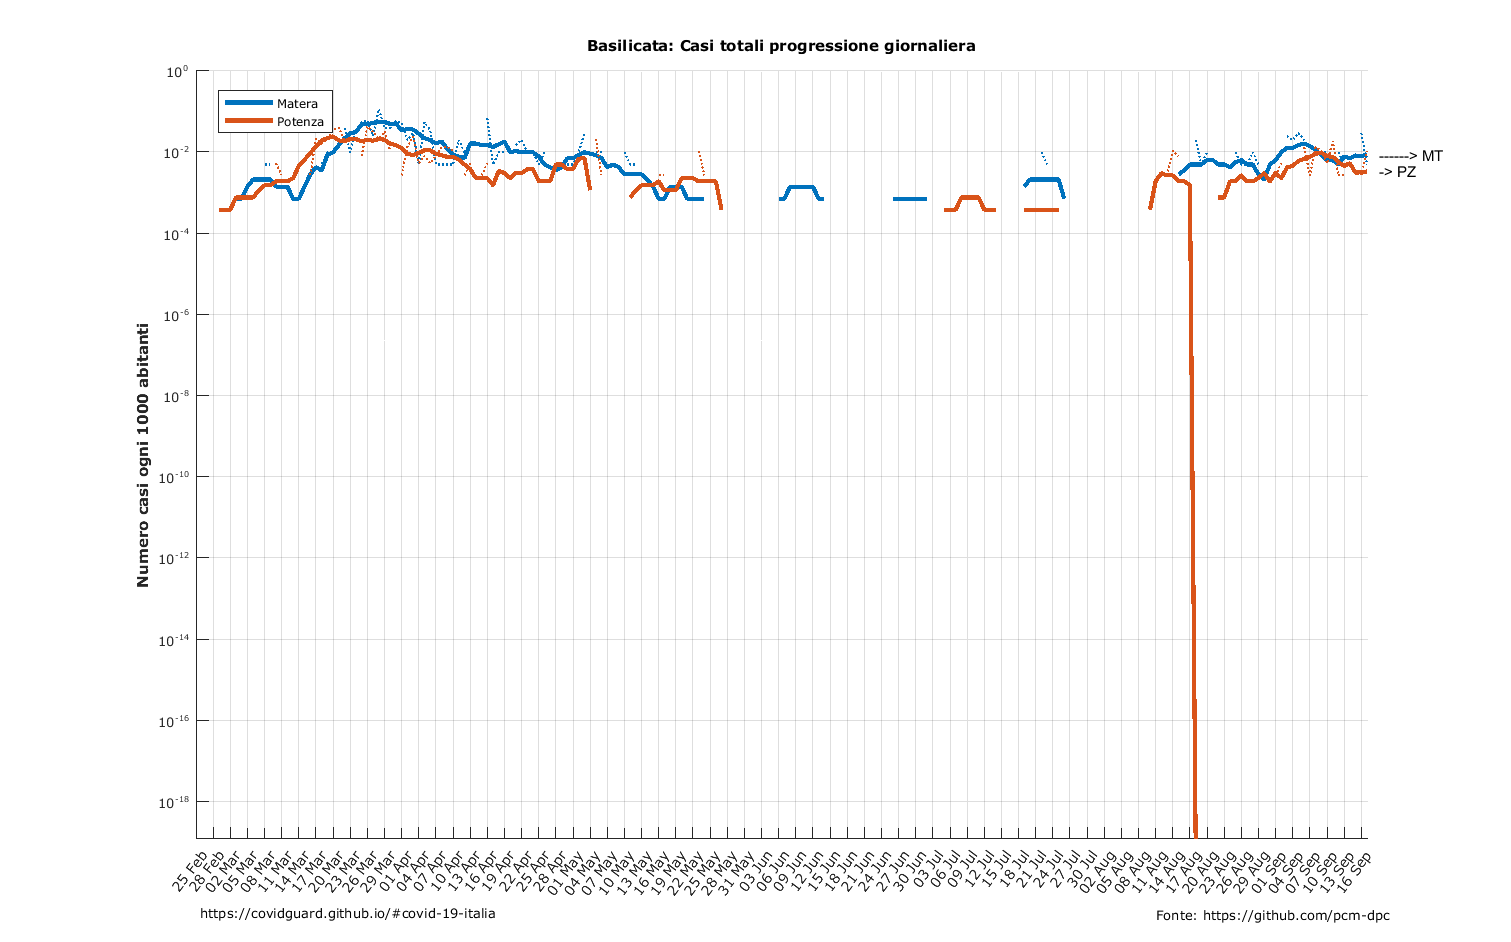 Basilicata: Casi totali progressione giornaliera
Numero casi ogni 1000 abitanti
10^0
10^-2
10^-4
10^-6
10^-8
10^-10
10^-12
10^-14
10^-16
10^-18
Matera
Potenza
------> MT
-> PZ
25 Feb
28 Feb
02 Mar
05 Mar
08 Mar
11 Mar
14 Mar
17 Mar
20 Mar
23 Mar
26 Mar
29 Mar
01 Apr
04 Apr
07 Apr
10 Apr
13 Apr
16 Apr
19 Apr
22 Apr
25 Apr
28 Apr
01 May
04 May
07 May
10 May
13 May
16 May
19 May
22 May
25 May
28 May
31 May
03 Jun
06 Jun
09 Jun
12 Jun
15 Jun
18 Jun
21 Jun
24 Jun
27 Jun
30 Jun
03 Jul
06 Jul
09 Jul
12 Jul
15 Jul
18 Jul
21 Jul
24 Jul
27 Jul
30 Jul
02 Aug
05 Aug
08 Aug
11 Aug
14 Aug
17 Aug
20 Aug
23 Aug
26 Aug
29 Aug
01 Sep
04 Sep
07 Sep
10 Sep
13 Sep
16 Sep
https://covidguard.github.io/#covid-19-italia
Fonte: https://github.com/pcm-dpc